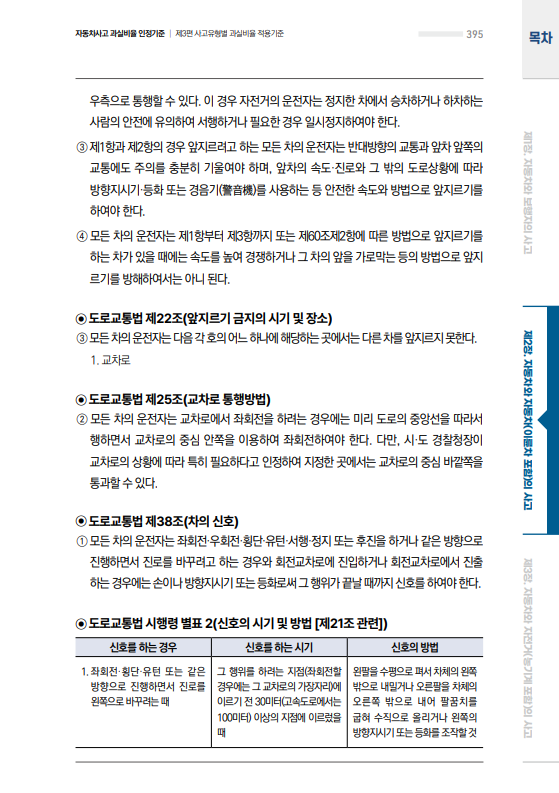 자동차사고 과실비율 인정기준 | 제3편 사고유형별 과실비율 적용기준
395
목차
우측으로 통행할 수 있다. 이 경우 자전거의 운전자는 정지한 차에서 승차하거나 하차하는
사람의 안전에 유의하여 서행하거나 필요한 경우 일시정지하여야 한다.
③ 제1항과 제2항의 경우 앞지르려고 하는 모든 운전자는 반대방향의 교통과 앞차 앞쪽의
교통에도 주의를 충분히 기울여야 하며, 앞차의 속도·진로와 그 밖의 도로상황에 따라
방향지시기·등화 또는 경음기(警音機)를 사용하는 등 안전한 속도와 방법으로 앞지르기를
하여야 한다.
④ 모든 차의 운전자는 제1항부터 제3항까지 또는 제60조제2항에 따른 방법으로 앞지르기를
하는 차가 있을 때에는 속도를 높여 경쟁하거나 그 차의 앞을 가로막는 등의 방법으로 앞지
르기를 방해하여서는 아니 된다.
◉ 도로교통법 제22조(앞지르기 금지의 시기 및 장소)
③ 모든 차의 운전자는 다음 각 호의 어느 하나에 해당하는 곳에서는 다른 차를 앞지르지 못한다.
1. 교차로
◉ 도로교통법 제25조(교차로 통행방법)
② 모든 차의 운전자는 교차로에서 좌회전을 하려는 경우에는 미리 도로의 중앙선을 따라서
행하면서 교차로의 중심 안쪽을 이용하여 좌회전하여야 한다. 다만, 시·도 경찰청장이
교차로의 상황에 따라 특히 필요하다고 인정하여 지정한 곳에서는 교차로의 중심 바깥쪽을
통과할 수 있다.
◉ 도로교통법 제38조(차의 신호)
① 모든 차의 운전자는 좌회전·우회전·횡단·유턴·서행·정지 또는 후진을 하거나 같은 방향으로
진행하면서 진로를 바꾸려고 하는 경우와 회전교차로에 진입하거나 회전교차로에서 진출
하는 경우에는 손이나 방향지시기 또는 등화로써 그 행위가 끝날 때까지 신호를 하여야 한다.
◉ 도로교통법 시행령 별표 2(신호의 시기 및 방법 [제21조 관련])
신호를 하는 경우
신호를 하는 시기
신호의 방법
1. 좌회전·횡단·유턴 또는 같은
방향으로 진행하면서 진로를
왼쪽으로 바꾸려는 때
그 행위를 하려는 지점(좌회전할
경우에는 그 교차로의 가장자리)에
이르기 전 30미터(고속도로에서는
100미터) 이상의 지점에 이르렀을
때
왼팔을 수평으로 펴서 차체의 왼쪽
밖으로 내밀거나 오른팔을 차체의
오른쪽 밖으로 내어 팔꿈치를
굽혀 수직으로 올리거나 왼쪽의
방향지시기 또는 등화를 조작할 것
제1장. 자동차와 보행자의 사고
제2장. 자동차와 자동차(이륜차 포함)의 사고
제3장. 자동차와 자전거(농기계 포함)의 사고